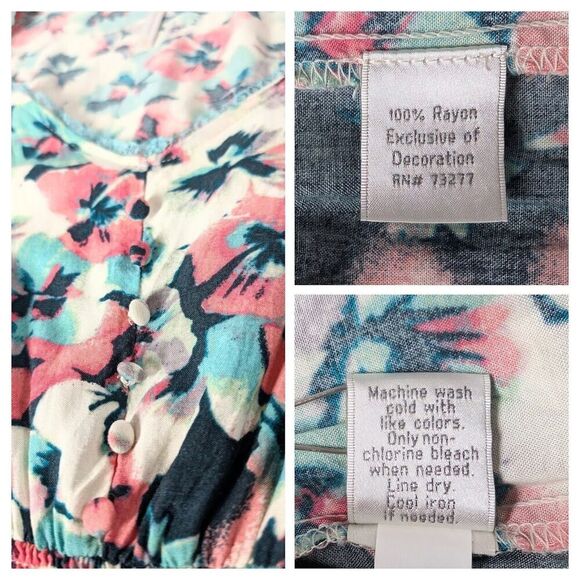 100% Rayon
Exclusive of
Decoration
RN# 73277
Machine wash
cold with
like colors.
Only non-
chlorine bleach
when needed.
Line dry.
Cool iron
if needed.